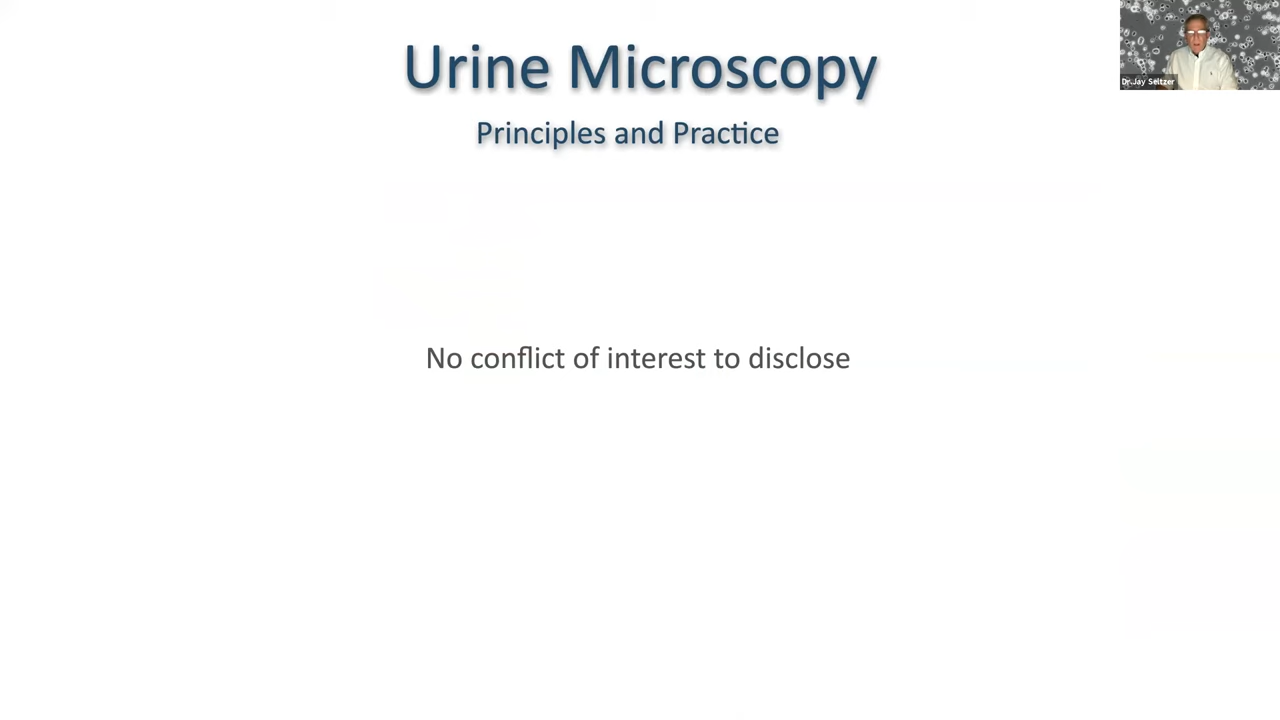 Urine Microscopy
Dr.Jay Seltzer
Principles and Practice
No conflict of interest to disclose